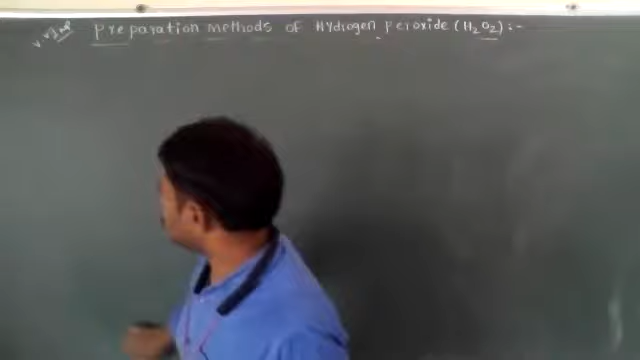 Preparation methods of Hydrogen peroxide (H₂O₂):-